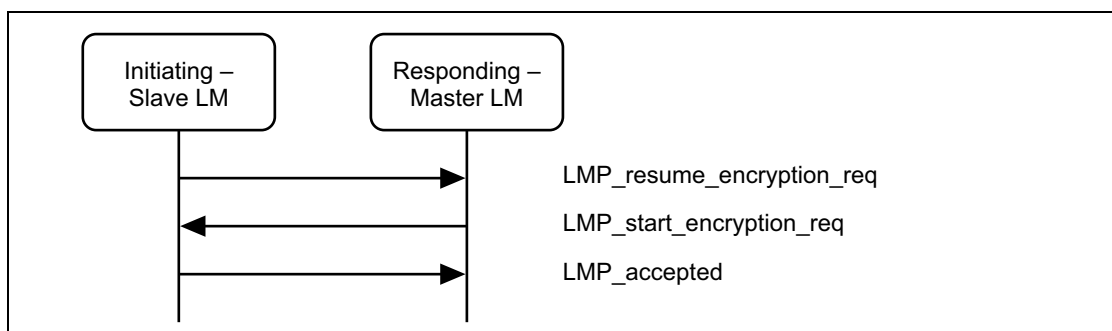 Initiating –
Slave LM
Responding –
Master LM
LMP_resume_encryption_req
LMP_start_encryption_req
LMP_accepted